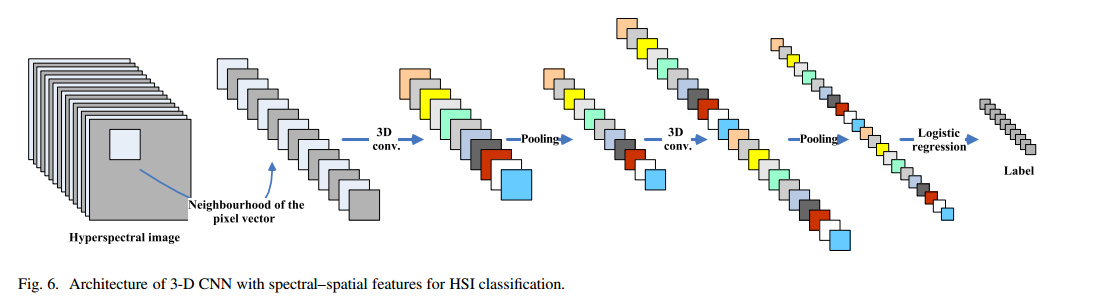 3D
conv.
Pooling
3D
conv.
Pooling
Logistic
regression
Label
Neighbourhood of the
pixel vector
Hyperspectral image
Fig. 6. Architecture of 3-D CNN with spectral–spatial features for HSI classification.